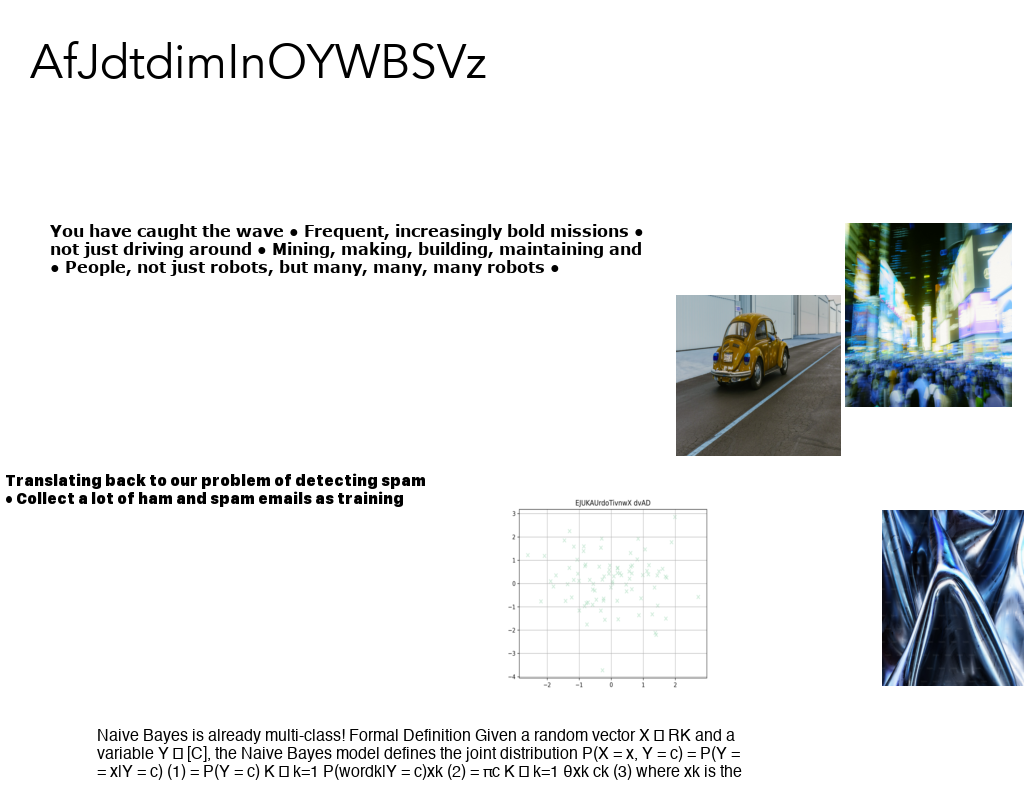 AfJdtdimInOYWBSVz
You have caught the wave ● Frequent, increasingly bold missions ●
not just driving around ● Mining, making, building, maintaining and
● People, not just robots, but many, many, many robots ●
Translating back to our problem of detecting spam
● Collect a lot of ham and spam emails as training
EJUKAUrdoTivnwX dvAD
3
2
1
0
−1
−2
−3
−4
−2 −1 0 1 2
Naive Bayes is already multi-class! Formal Definition Given a random vector X □ RK and a
variable Y □ [C], the Naive Bayes model defines the joint distribution P(X = x, Y = c) = P(Y =
= x|Y = c) (1) = P(Y = c) K □ k=1 P(wordk|Y = c)xk (2) = πc K □ k=1 θxk ck (3) where xk is the